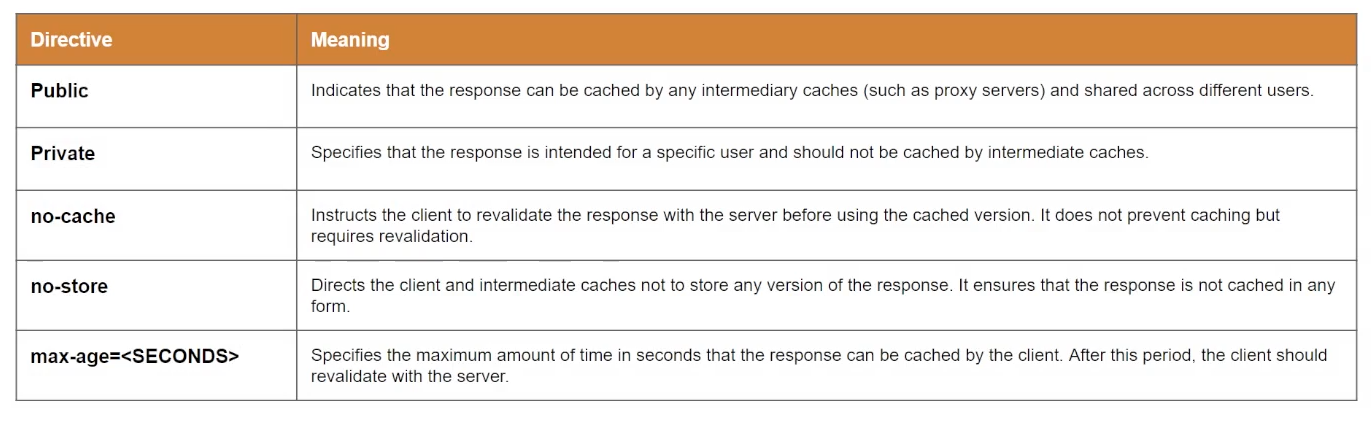 Directive Meaning
Public Indicates that the response can be cached by any intermediary caches (such as proxy servers) and shared across different users.
Private Specifies that the response is intended for a specific user and should not be cached by intermediate caches.
no-cache Instructs the client to revalidate the response with the server before using the cached version. It does not prevent caching but
requires revalidation.
no-store Directs the client and intermediate caches not to store any version of the response. It ensures that the response is not cached in any
form.
max-age=<SECONDS> Specifies the maximum amount of time in seconds that the response can be cached by the client. After this period, the client should
revalidate with the server.